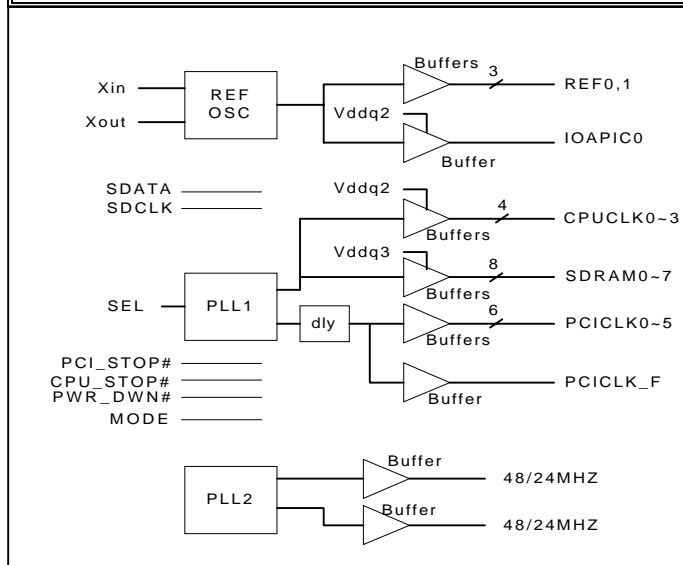 Buffers
3
Xin
REF
OSC
REF0,1
Xout
Vddq2
IOAPIC0
Buffer
SDATA
SDCLK
Vddq2
4
CPUCLK0~3
Buffers
Vddq3
8
SDRAM0~7
SEL
PLL1
Buffers
dly
6
PCICLK0~5
Buffers
PCI_STOP#
CPU_STOP#
PWR_DWN#
MODE
PCICLK_F
Buffer
PLL2
Buffer
48/24MHZ
Buffer
48/24MHZ